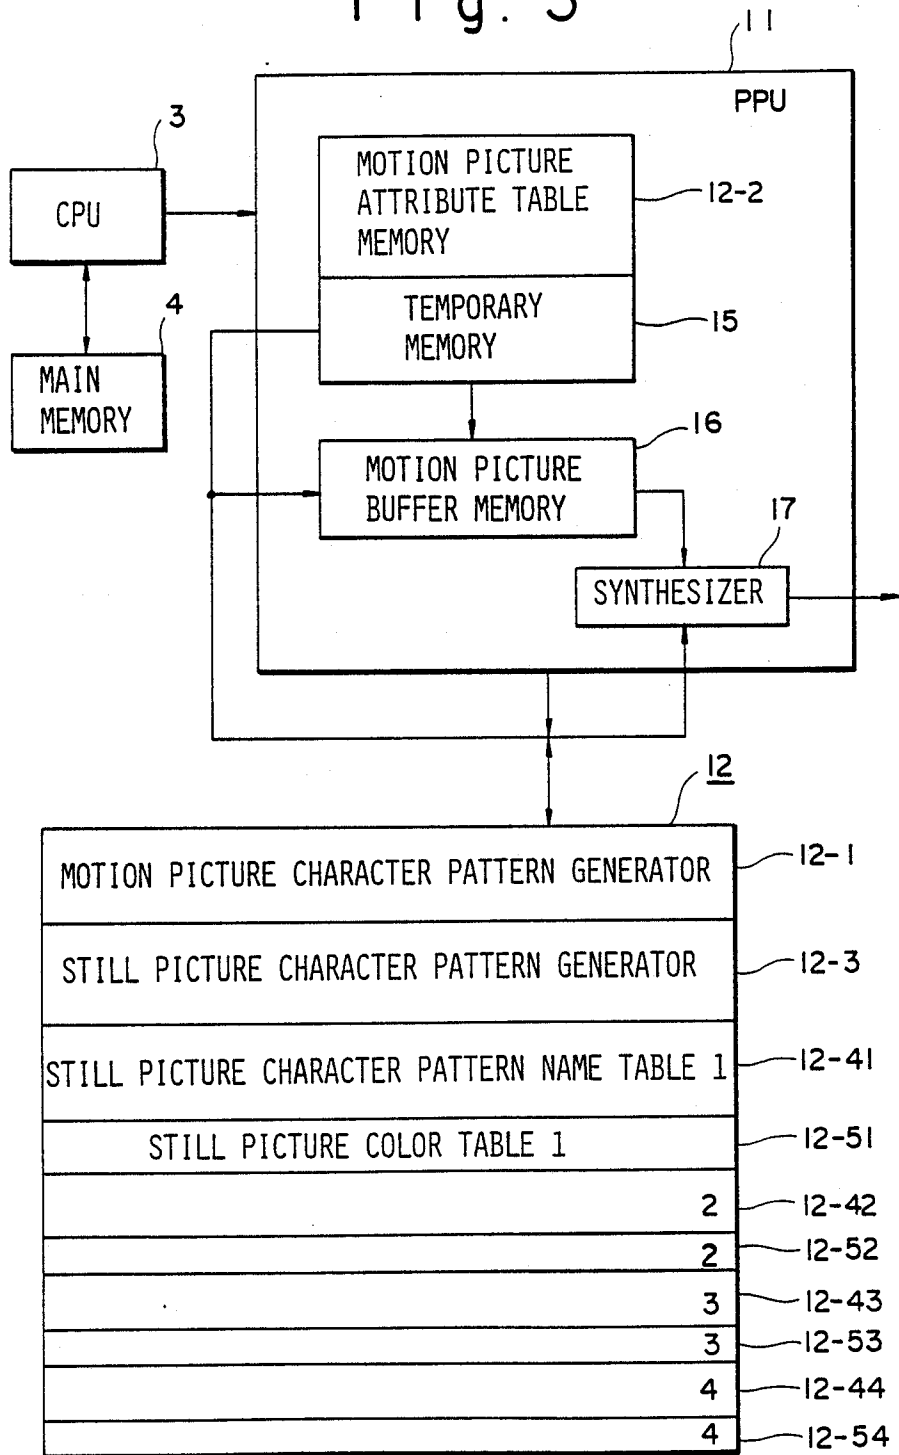 Fig. 3
11
PPU
3
CPU
MOTION PICTURE
ATTRIBUTE TABLE
MEMORY
12-2
4
TEMPORARY
MEMORY
15
MAIN
MEMORY
16
MOTION PICTURE
BUFFER MEMORY
17
SYNTHESIZER
12
MOTION PICTURE CHARACTER PATTERN GENERATOR
12-1
STILL PICTURE CHARACTER PATTERN GENERATOR
12-3
STILL PICTURE CHARACTER PATTERN NAME TABLE 1
12-41
STILL PICTURE COLOR TABLE 1
12-51
2
12-42
2
12-52
3
12-43
3
12-53
4
12-44
4
12-54